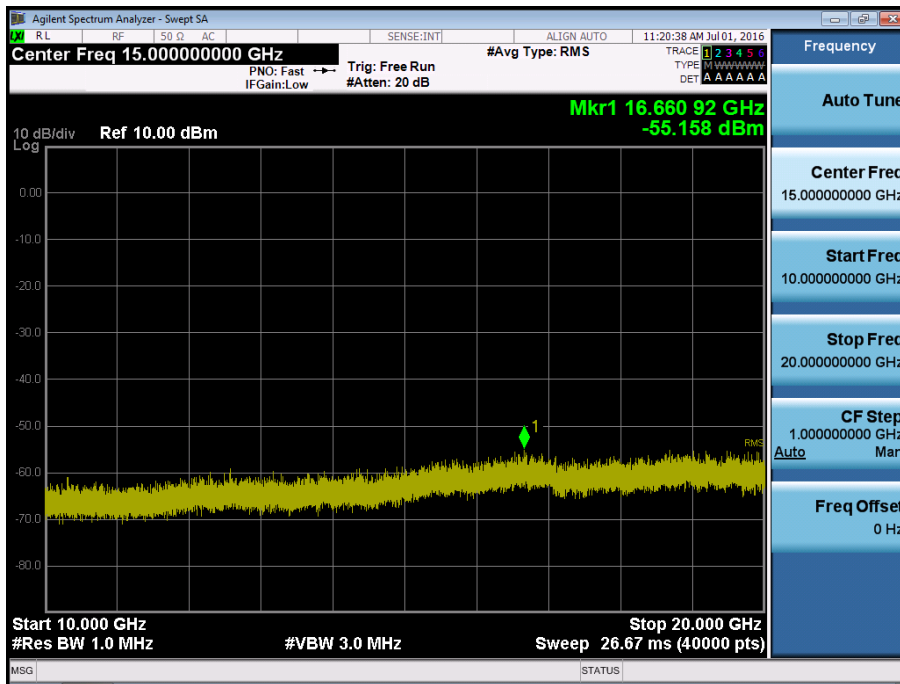 Agilent Spectrum Analyzer - Swept SA
LXI RL RF 50 Ω AC SENSE:INT ALIGN AUTO 11:20:38 AM Jul 01, 2016
Center Freq 15.000000000 GHz #Avg Type: RMS TRACE 1 2 3 4 5 6
PNO: Fast Trig: Free Run TYPE M WWWWW
IFGain:Low #Atten: 20 dB DET A A A A A A
Mkr1 16.660 92 GHz
10 dB/div Ref 10.00 dBm -55.158 dBm
Log
0.00
-10.0
-20.0
-30.0
-40.0
-50.0
1
RMS
-60.0
-70.0
-80.0
Start 10.000 GHz Stop 20.000 GHz
#Res BW 1.0 MHz #VBW 3.0 MHz Sweep 26.67 ms (40000 pts)
MSG STATUS
Frequency
Auto Tune
Center Freq
15.000000000 GHz
Start Freq
10.000000000 GHz
Stop Freq
20.000000000 GHz
CF Step
1.000000000 GHz
Auto Man
Freq Offset
0 Hz